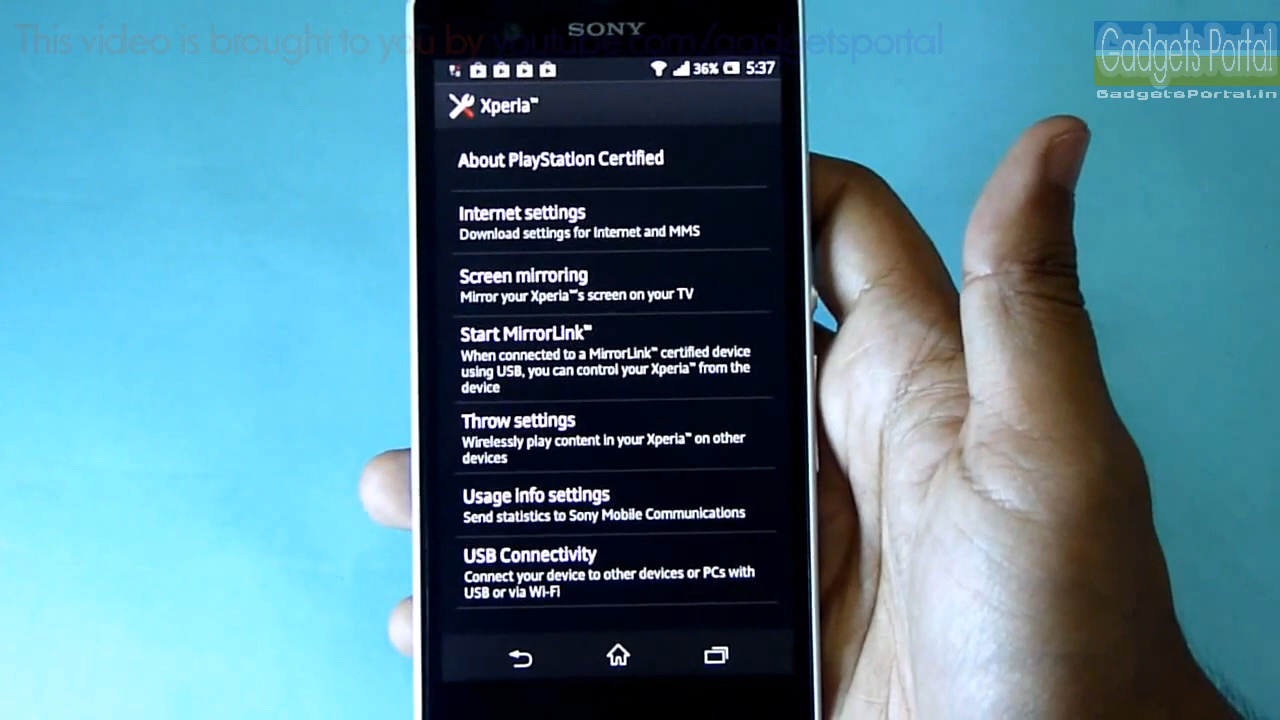 This video is brought to you by youtube.com/gadgetsportal
Gadgets Portal
GadgetsPortal.in
SONY
36% 5:37
Xperia™
About PlayStation Certified
Internet settings
Download settings for Internet and MMS
Screen mirroring
Mirror your Xperia™'s screen on your TV
Start MirrorLink™
When connected to a MirrorLink™ certified device
using USB, you can control your Xperia™ from the
device
Throw settings
Wirelessly play content in your Xperia™ on other
devices
Usage info settings
Send statistics to Sony Mobile Communications
USB Connectivity
Connect your device to other devices or PCs with
USB or via Wi-Fi